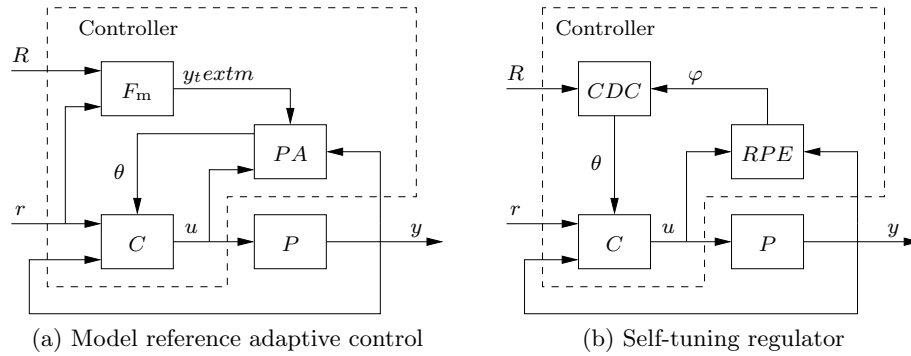 Controller
R
F_m
y_textm
PA
θ
r
C
u
P
y
(a) Model reference adaptive control
Controller
R
CDC
φ
RPE
θ
r
C
u
P
y
(b) Self-tuning regulator